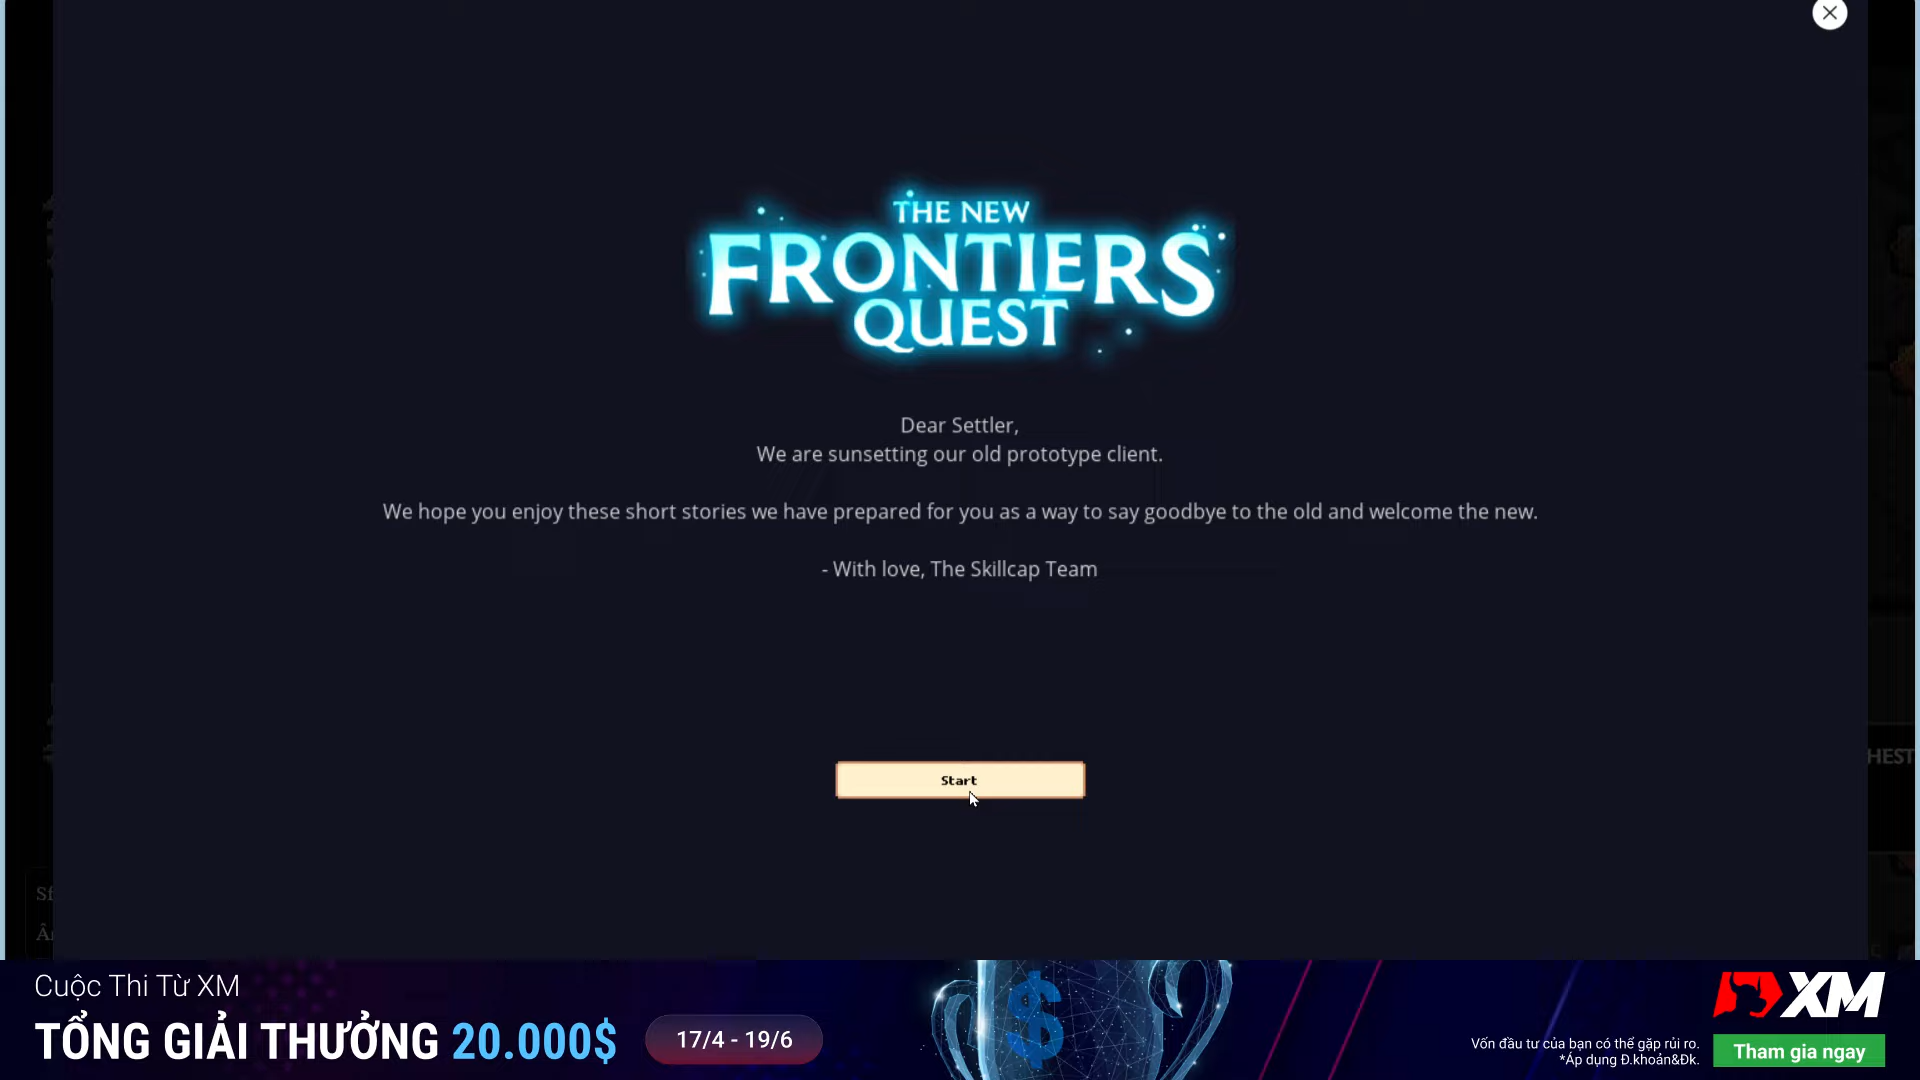 THE NEW
FRONTIERS
QUEST
Dear Settler,
We are sunsetting our old prototype client.
We hope you enjoy these short stories we have prepared for you as a way to say goodbye to the old and welcome the new.
- With love, The Skillcap Team
HEST
Start
Cuộc Thi Từ XM
TỔNG GIẢI THƯỞNG 20.000$
17/4 - 19/6
$
XM
Vốn đầu tư của bạn có thể gặp rủi ro.
*Áp dụng Đ.khoản&Đk.
Tham gia ngay